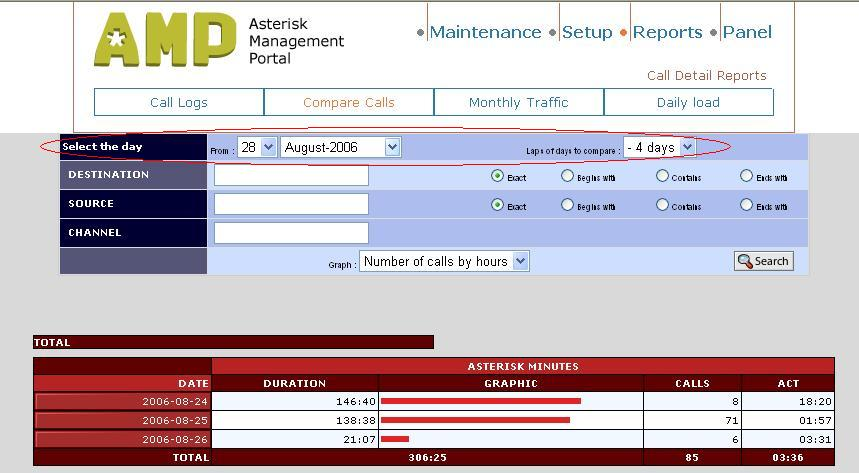 AMP Asterisk Management Portal
Maintenance Setup Reports Panel
Call Detail Reports
Call Logs Compare Calls Monthly Traffic Daily load
Select the day From : 28 August-2006 Laps of days to compare : - 4 days
DESTINATION Exact Begins with Contains Ends with
SOURCE Exact Begins with Contains Ends with
CHANNEL
Graph : Number of calls by hours Search
TOTAL
ASTERISK MINUTES
DATE DURATION GRAPHIC CALLS ACT
2006-08-24 146:40 8 18:20
2006-08-25 138:38 71 01:57
2006-08-26 21:07 6 03:31
TOTAL 306:25 85 03:36